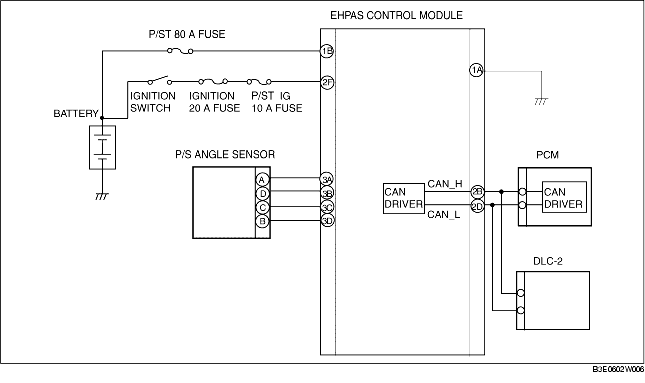 EHPAS CONTROL MODULE
P/ST 80 A FUSE
1B
1A
2F
IGNITION
SWITCH
IGNITION
20 A FUSE
P/ST IG
10 A FUSE
BATTERY
P/S ANGLE SENSOR
A
D
C
B
3A
3B
3C
3D
CAN
DRIVER
CAN_H
CAN_L
2B
2D
PCM
CAN
DRIVER
DLC-2
B3E0602W006